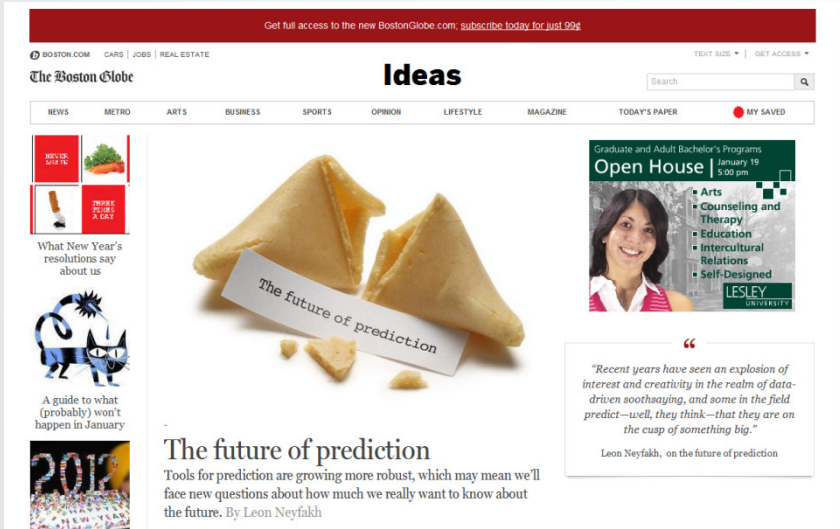 Get full access to the new BostonGlobe.com; subscribe today for just 99¢
BOSTON.COM CARS | JOBS | REAL ESTATE
TEXT SIZE ▼ | GET ACCESS ▼
The Boston Globe
Ideas
Search
NEWS METRO ARTS BUSINESS SPORTS OPINION LIFESTYLE MAGAZINE TODAY'S PAPER MY SAVED
NEVER
A DAY
What New Year's
resolutions say
about us
A guide to what
(probably) won't
happen in January
2012
NEW YEAR
The future of prediction
-
The future of prediction
Tools for prediction are growing more robust, which may mean we'll
face new questions about how much we really want to know about
the future. By Leon Neyfakh
Graduate and Adult Bachelor's Programs
Open House | January 19
5:00 pm
Arts
Counseling and
Therapy
Education
Intercultural
Relations
Self-Designed
LESLEY
UNIVERSITY
“
“Recent years have seen an explosion of
interest and creativity in the realm of data-
driven soothsaying, and some in the field
predict—well, they think—that they are on
the cusp of something big.”
Leon Neyfakh, on the future of prediction